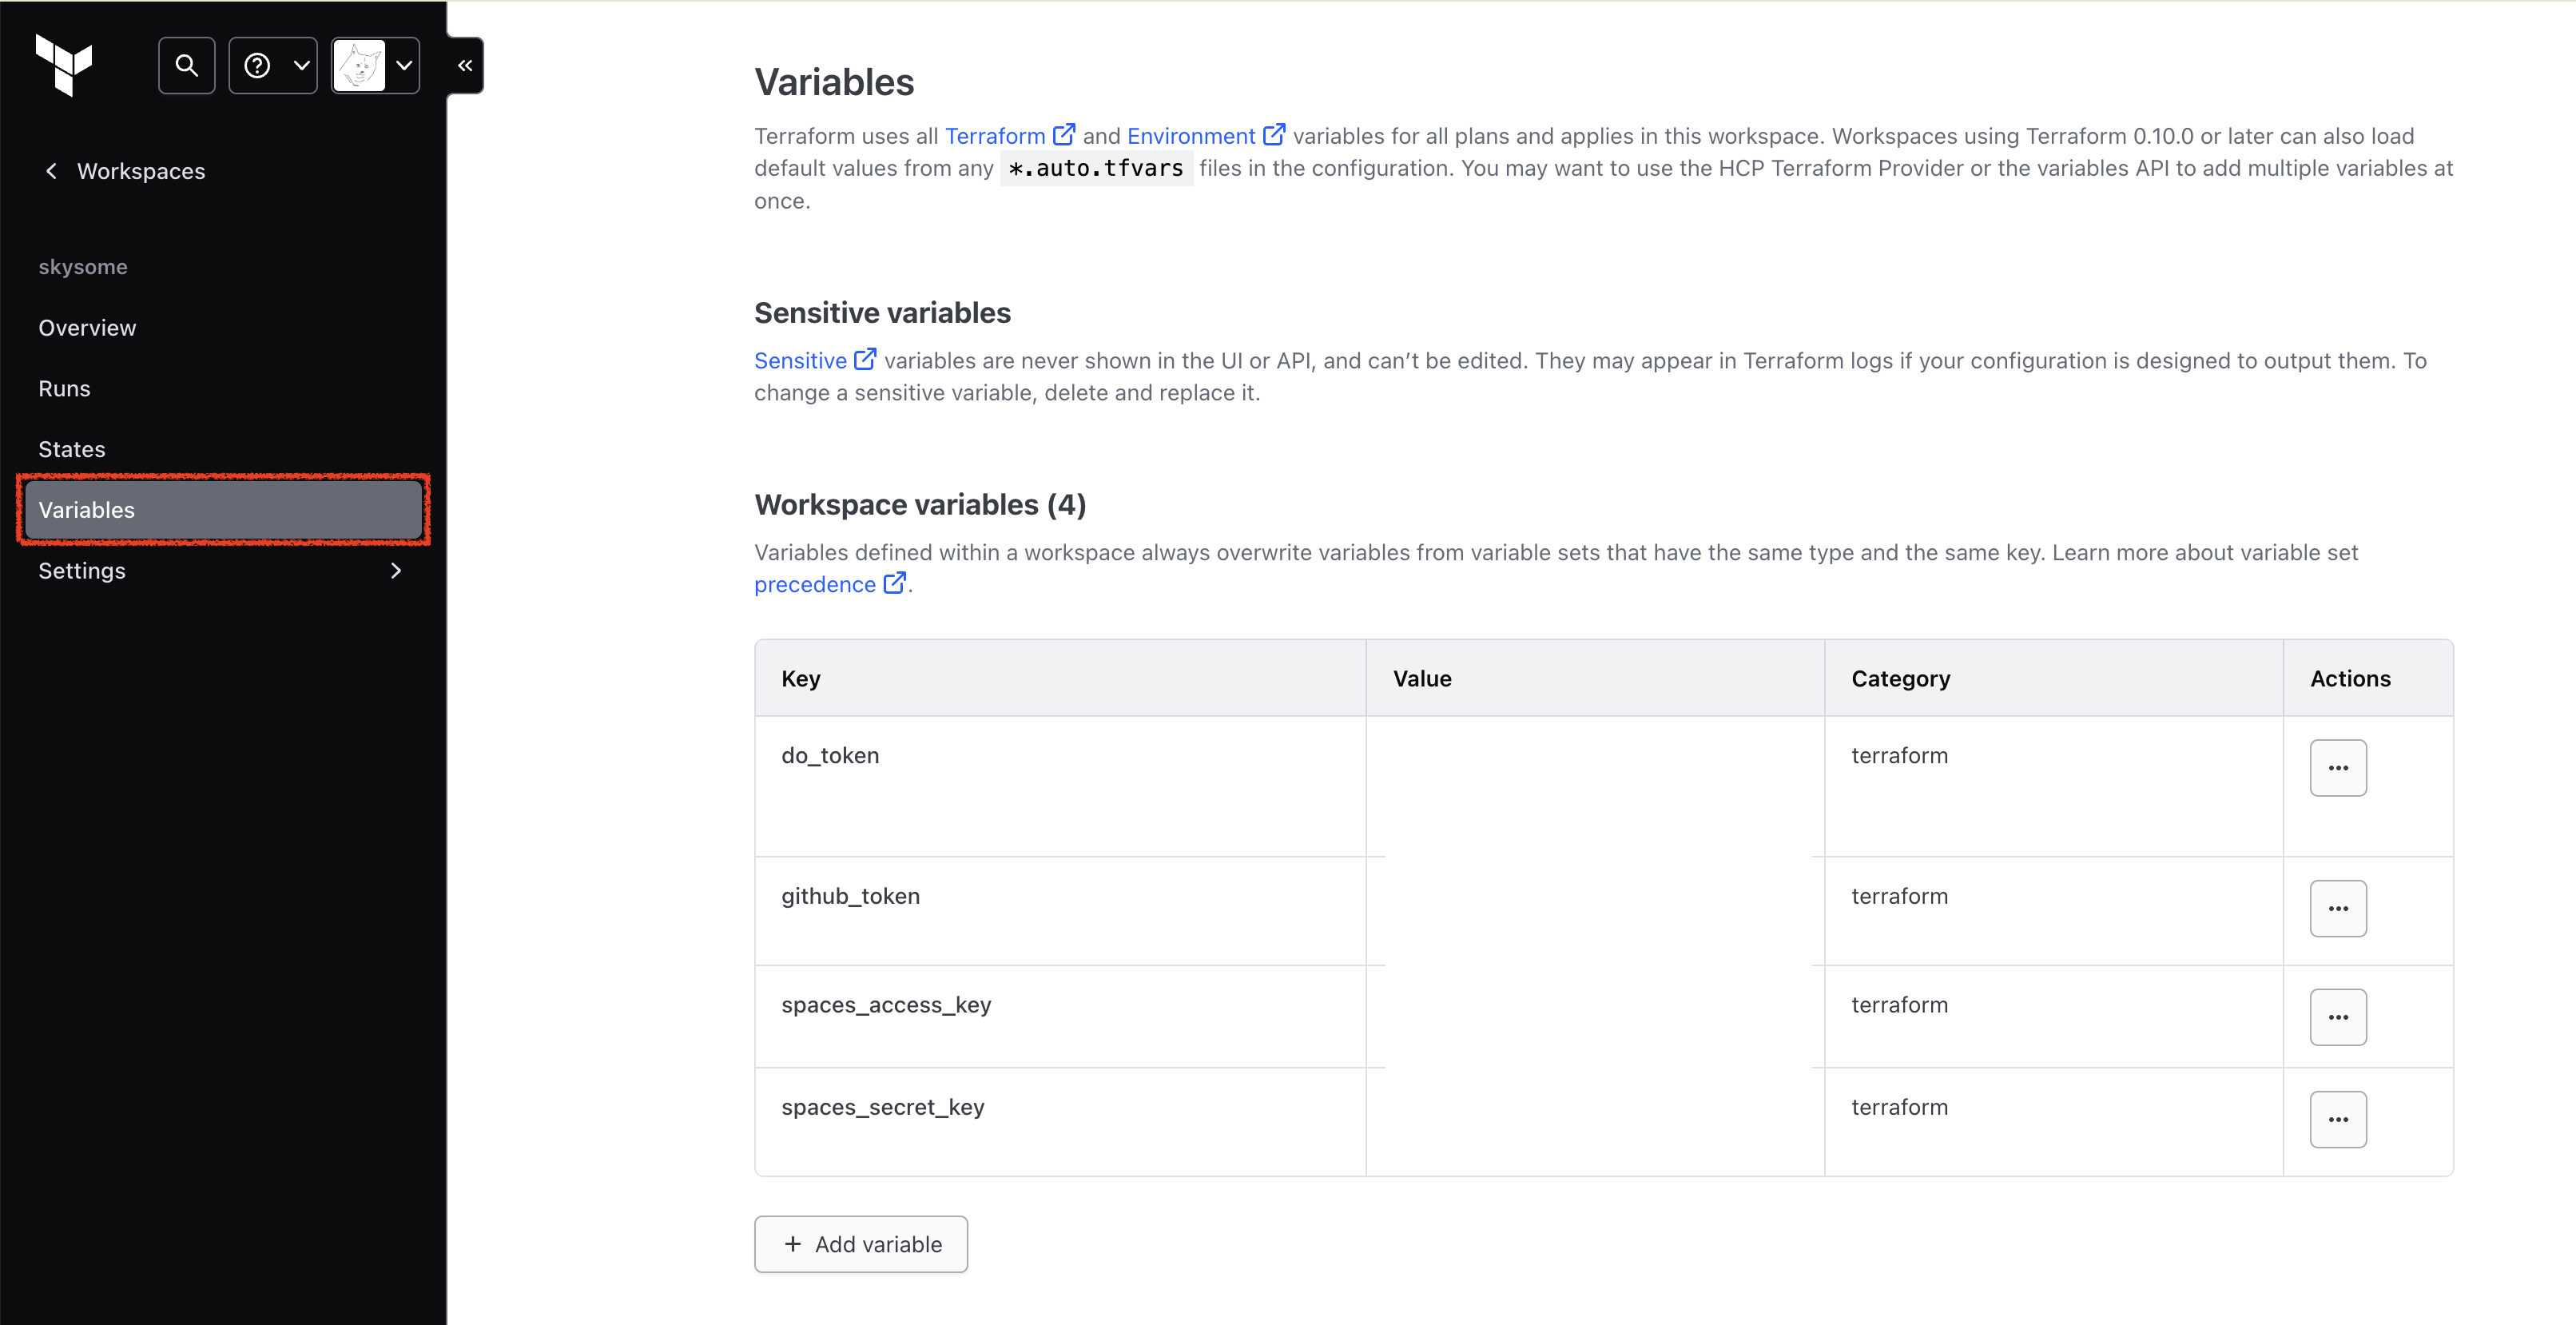 Workspaces
skysome
Overview
Runs
States
Variables
Settings
Variables
Terraform uses all Terraform and Environment variables for all plans and applies in this workspace. Workspaces using Terraform 0.10.0 or later can also load
default values from any *.auto.tfvars files in the configuration. You may want to use the HCP Terraform Provider or the variables API to add multiple variables at
once.
Sensitive variables
Sensitive variables are never shown in the UI or API, and can’t be edited. They may appear in Terraform logs if your configuration is designed to output them. To
change a sensitive variable, delete and replace it.
Workspace variables (4)
Variables defined within a workspace always overwrite variables from variable sets that have the same type and the same key. Learn more about variable set
precedence .
Key Value Category Actions
do_token terraform
github_token terraform
spaces_access_key terraform
spaces_secret_key terraform
+ Add variable